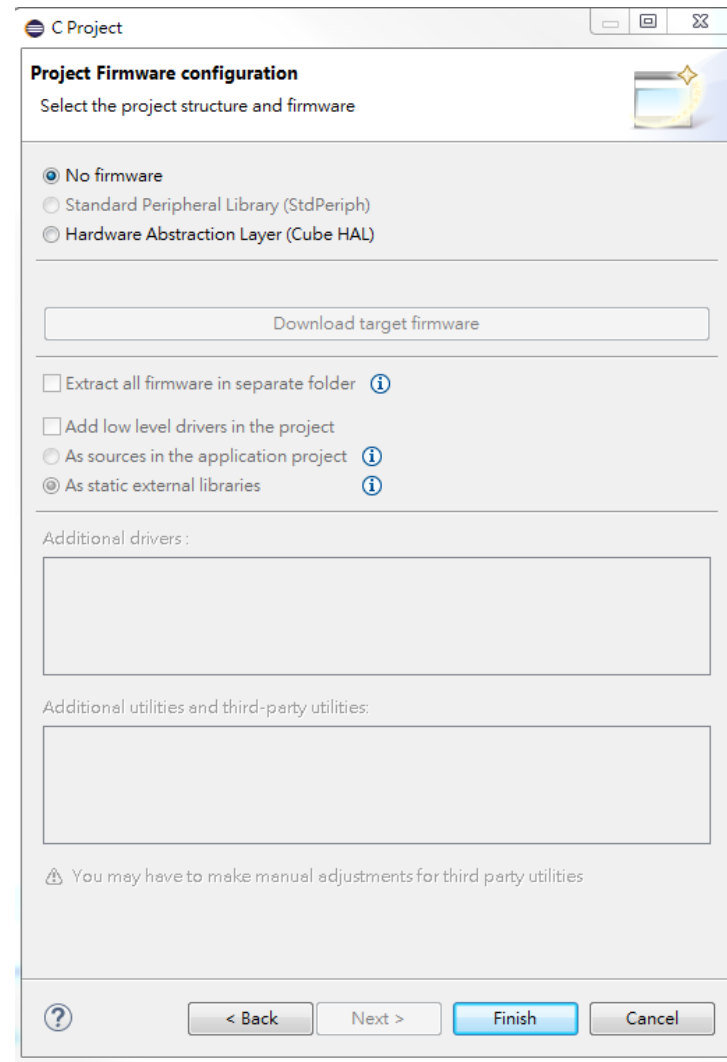 C Project
Project Firmware configuration
Select the project structure and firmware
No firmware
Standard Peripheral Library (StdPeriph)
Hardware Abstraction Layer (Cube HAL)
Download target firmware
Extract all firmware in separate folder
Add low level drivers in the project
As sources in the application project
As static external libraries
Additional drivers :
Additional utilities and third-party utilities:
You may have to make manual adjustments for third party utilities
< Back Next > Finish Cancel